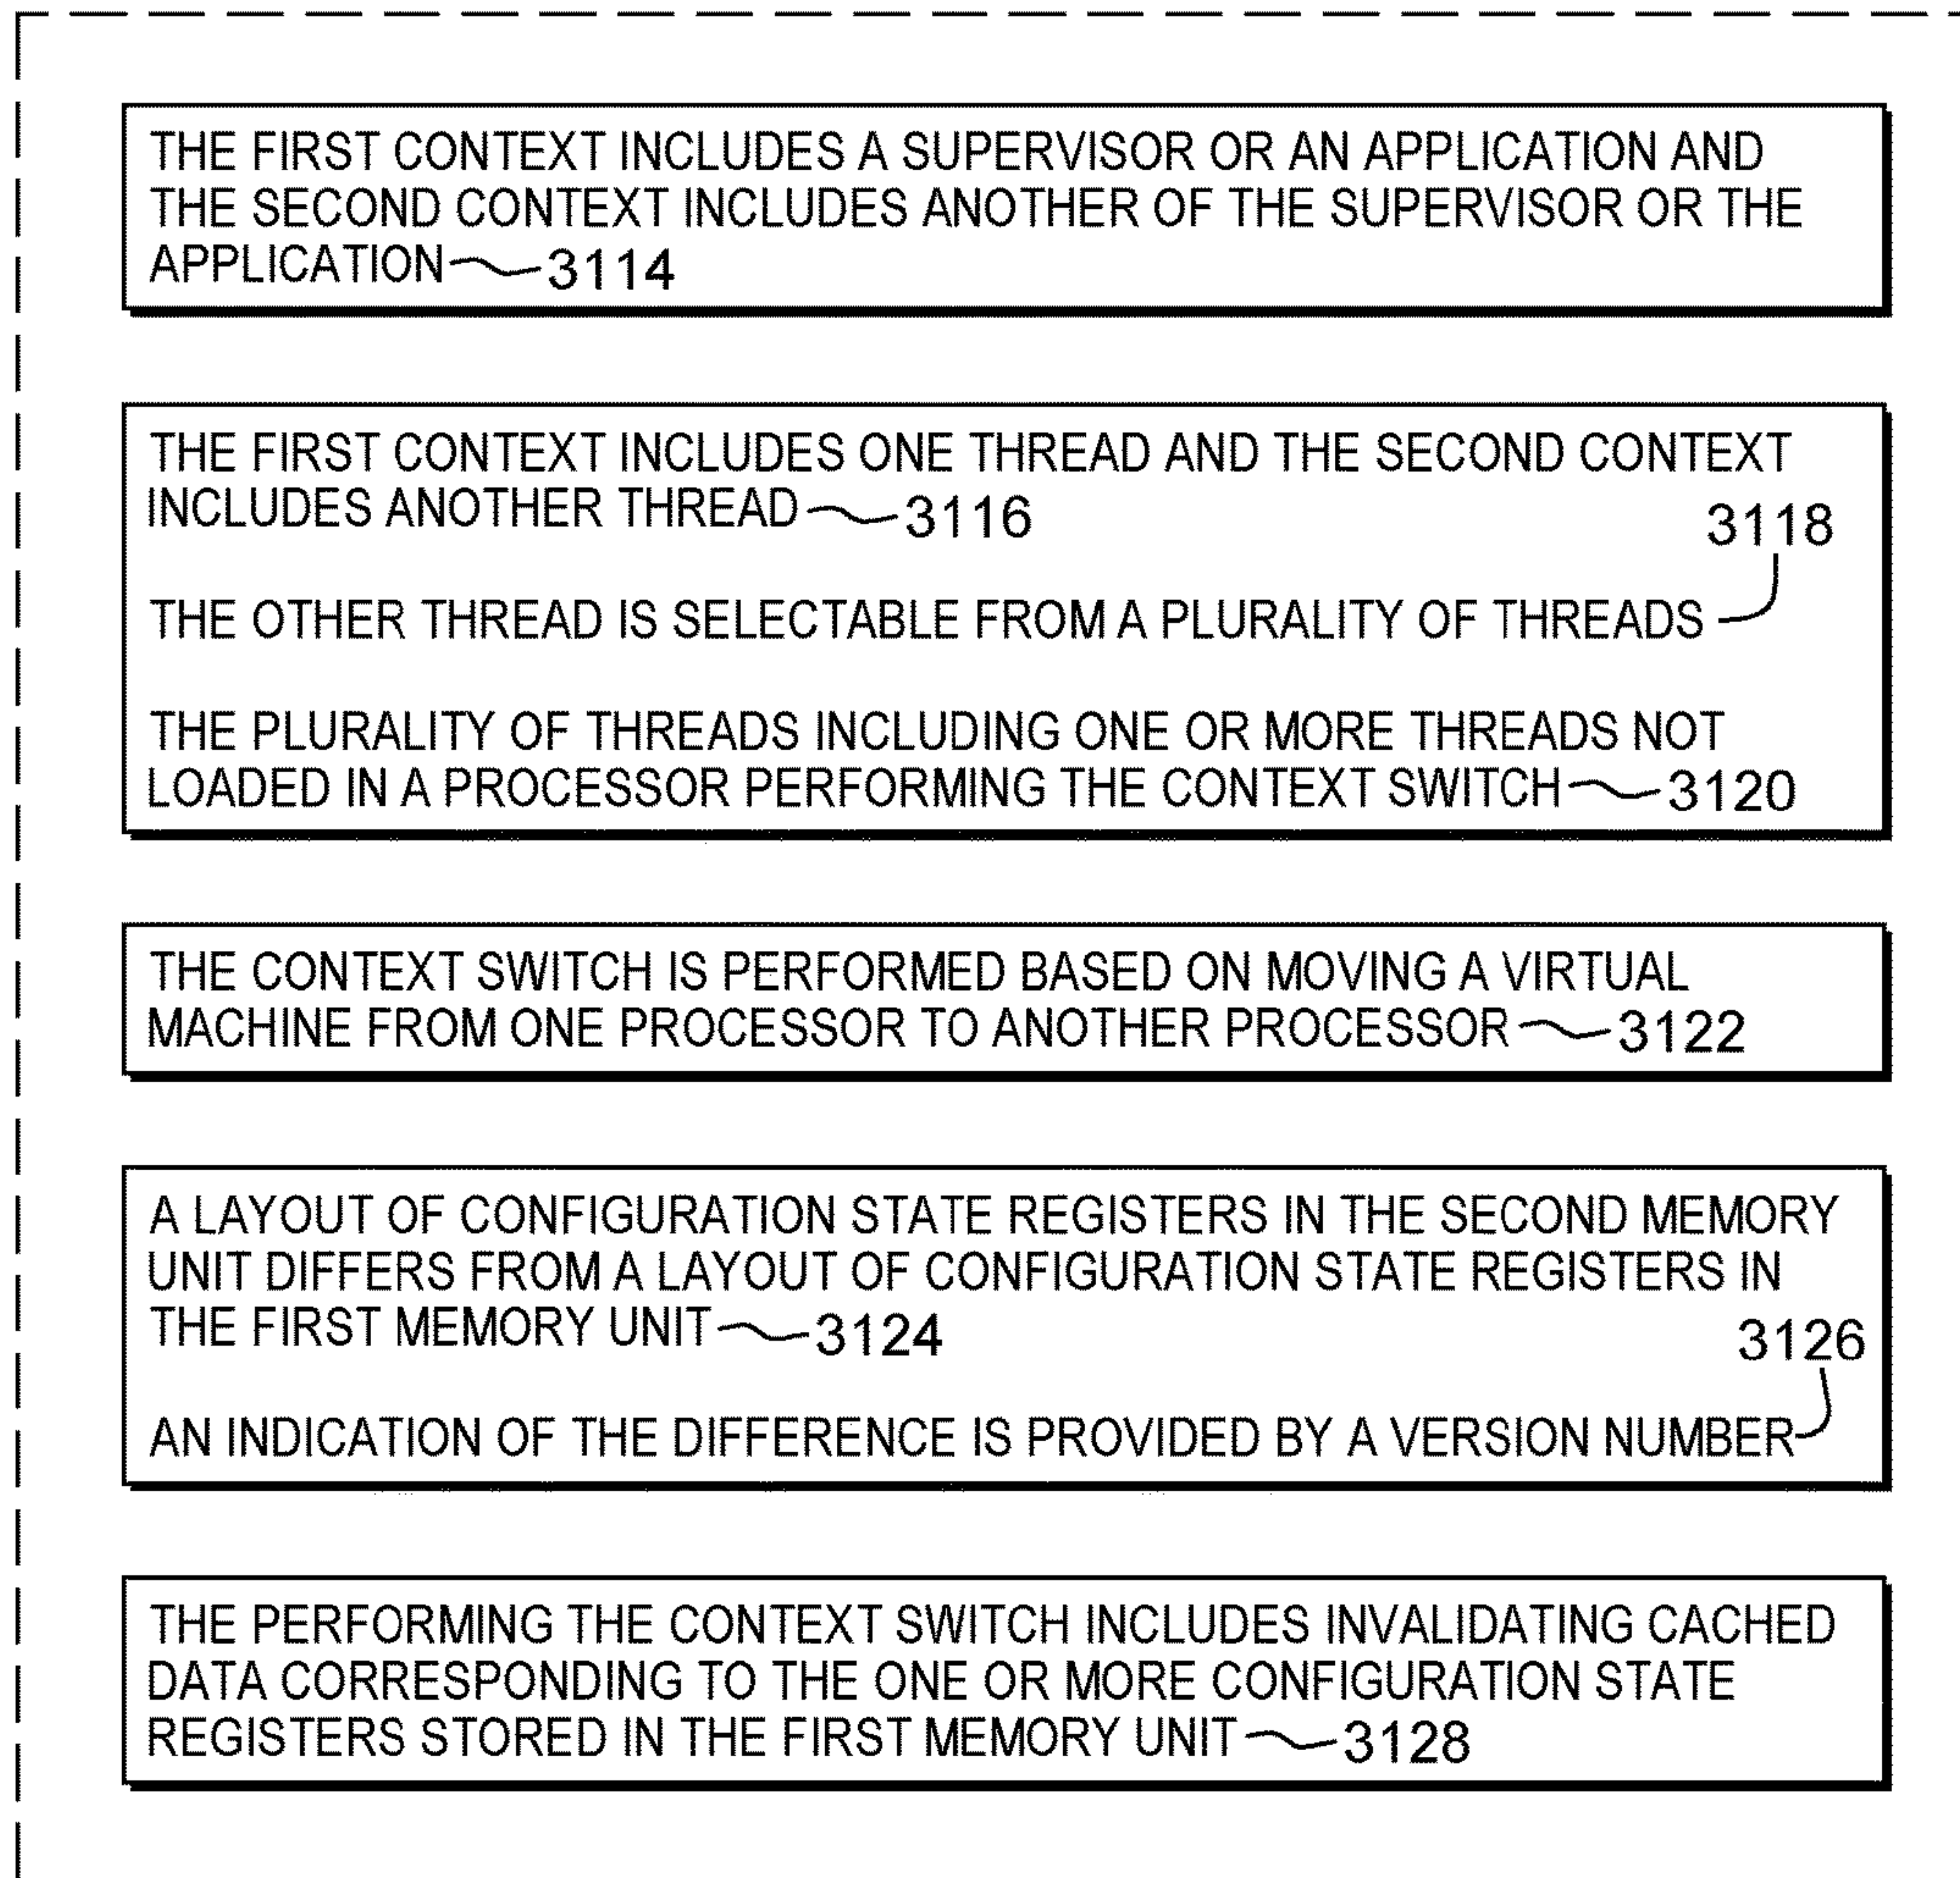 THE FIRST CONTEXT INCLUDES A SUPERVISOR OR AN APPLICATION AND
THE SECOND CONTEXT INCLUDES ANOTHER OF THE SUPERVISOR OR THE
APPLICATION 3114
THE FIRST CONTEXT INCLUDES ONE THREAD AND THE SECOND CONTEXT
INCLUDES ANOTHER THREAD 3116
3118
THE OTHER THREAD IS SELECTABLE FROM A PLURALITY OF THREADS
THE PLURALITY OF THREADS INCLUDING ONE OR MORE THREADS NOT
LOADED IN A PROCESSOR PERFORMING THE CONTEXT SWITCH 3120
THE CONTEXT SWITCH IS PERFORMED BASED ON MOVING A VIRTUAL
MACHINE FROM ONE PROCESSOR TO ANOTHER PROCESSOR 3122
A LAYOUT OF CONFIGURATION STATE REGISTERS IN THE SECOND MEMORY
UNIT DIFFERS FROM A LAYOUT OF CONFIGURATION STATE REGISTERS IN
THE FIRST MEMORY UNIT 3124
3126
AN INDICATION OF THE DIFFERENCE IS PROVIDED BY A VERSION NUMBER
THE PERFORMING THE CONTEXT SWITCH INCLUDES INVALIDATING CACHED
DATA CORRESPONDING TO THE ONE OR MORE CONFIGURATION STATE
REGISTERS STORED IN THE FIRST MEMORY UNIT 3128